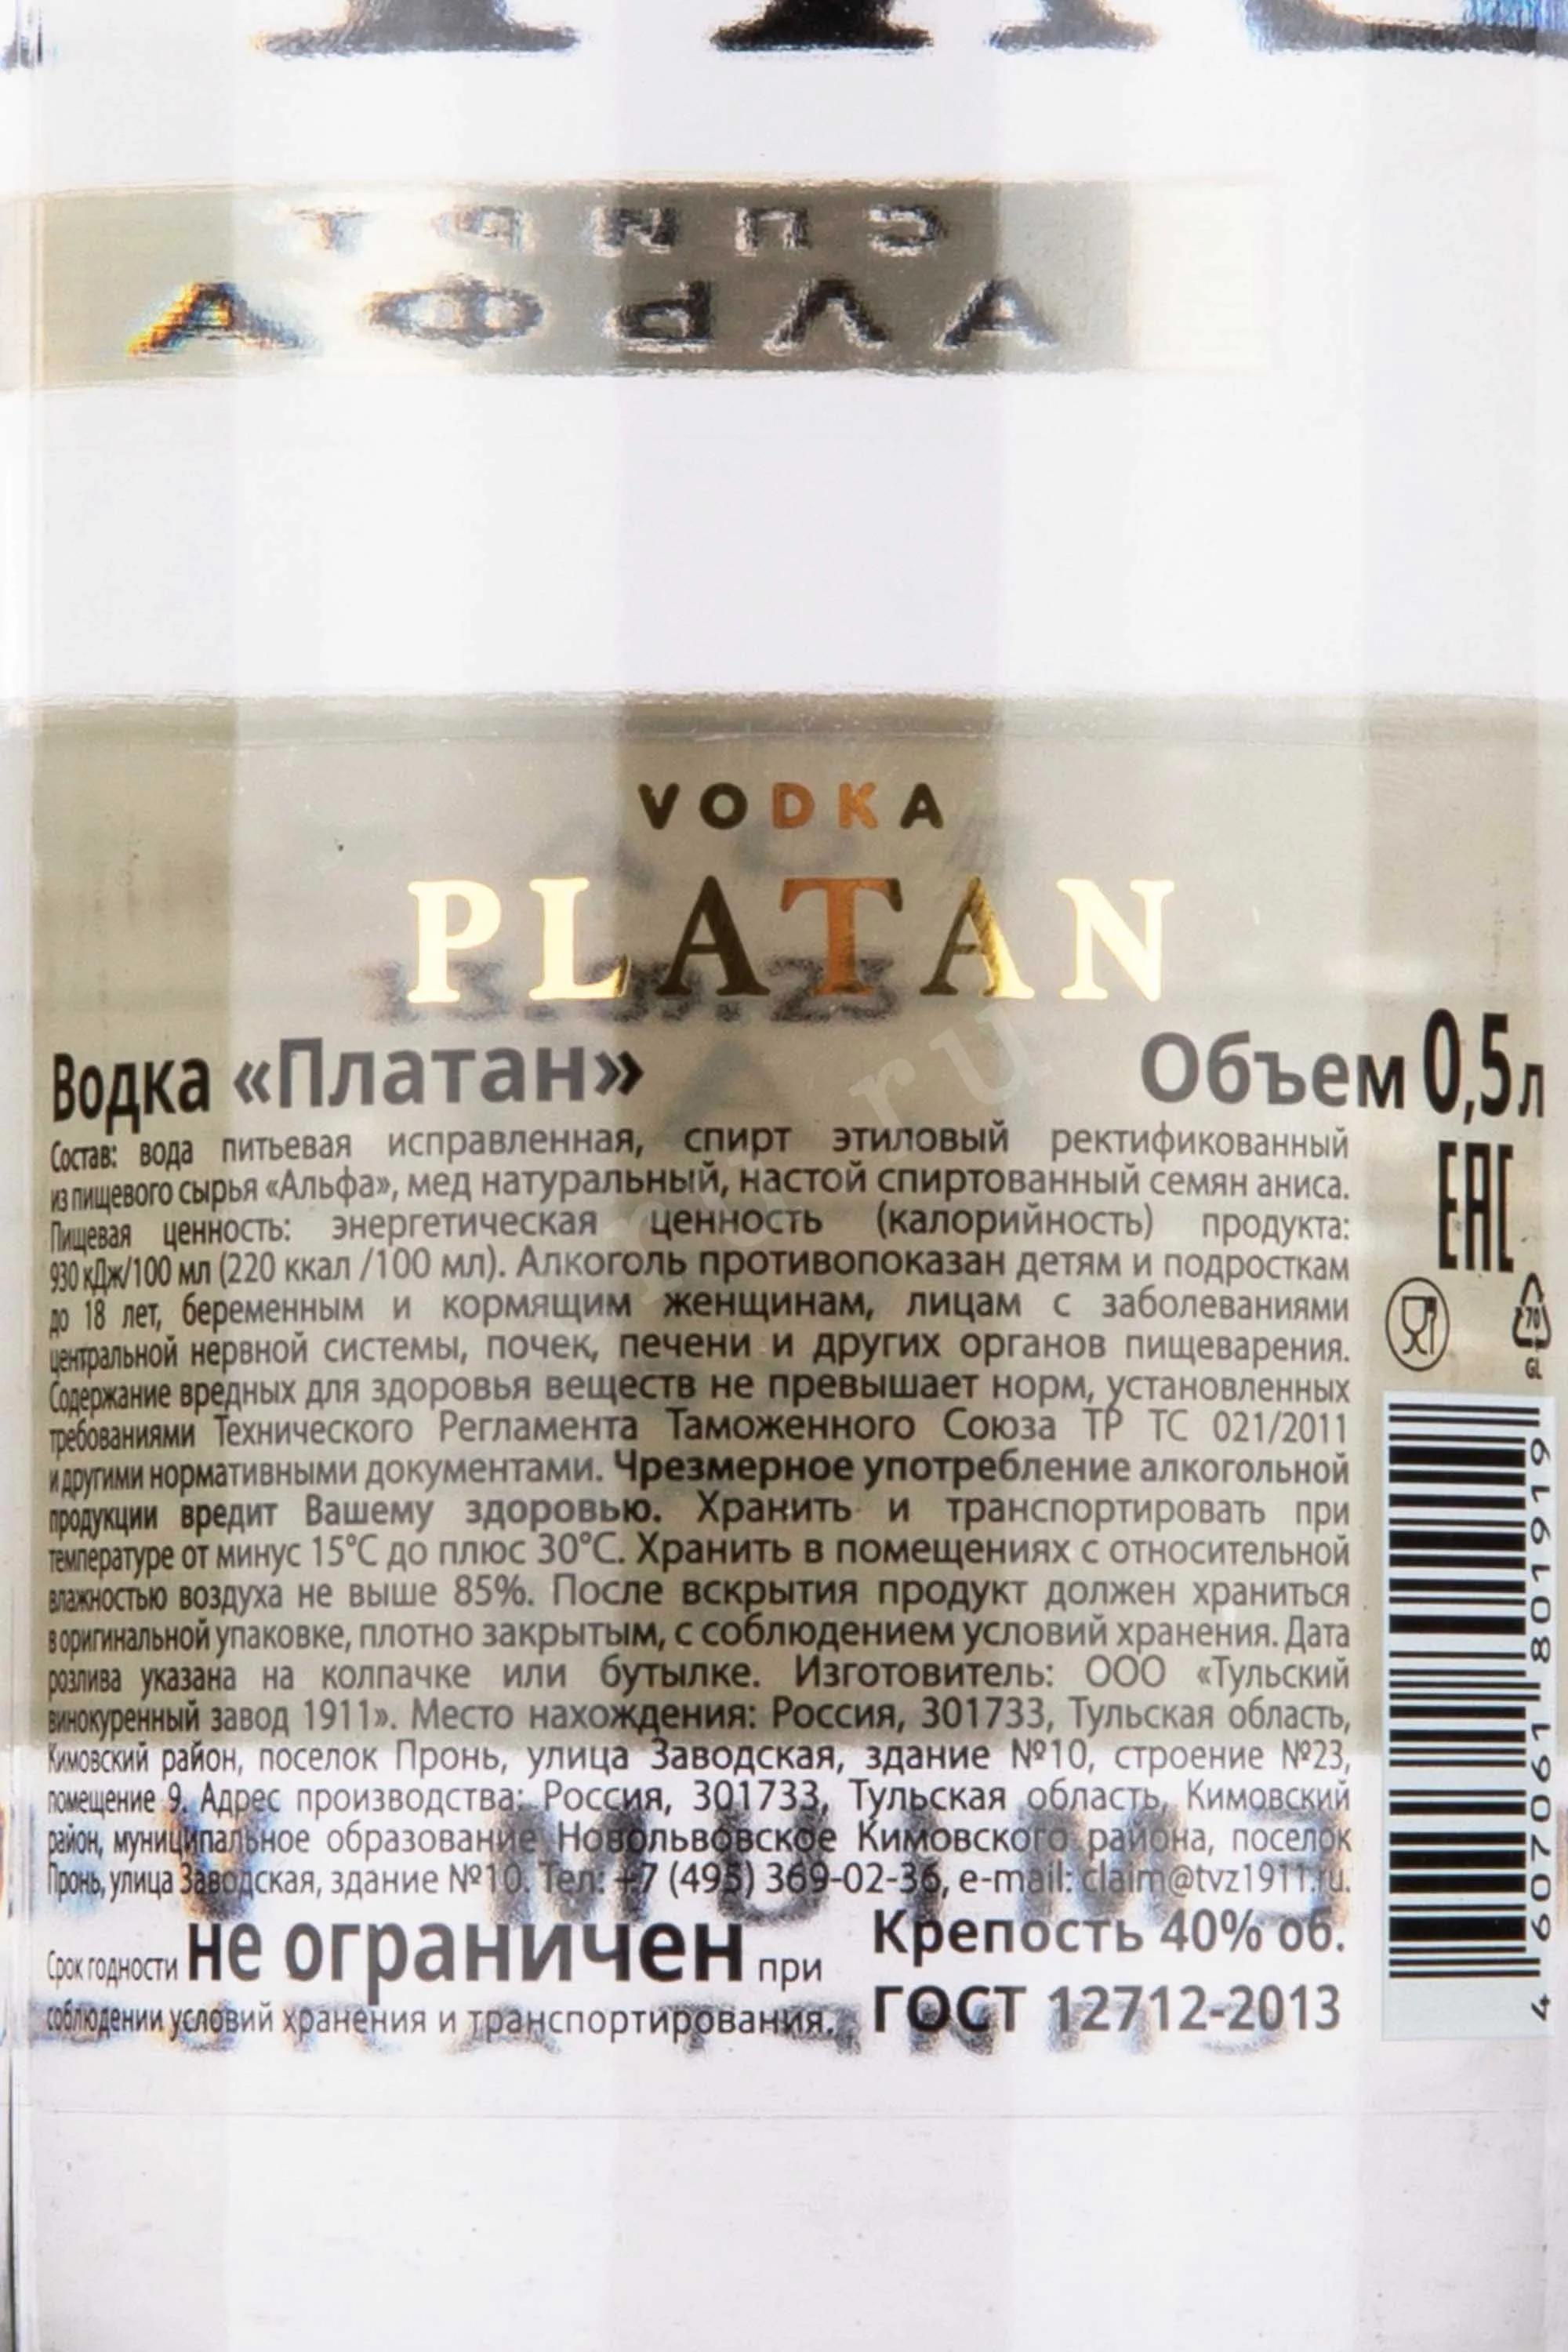 СПИРТ
АЛЬФА
VODKA
PLATAN
Водка «Платан»
Объем 0,5л
Состав: вода питьевая исправленная, спирт этиловый ректификованный
из пищевого сырья «Альфа», мед натуральный, настой спиртованный семян аниса.
Пищевая ценность: энергетическая ценность (калорийность) продукта:
930 кДж/100 мл (220 ккал /100 мл). Алкоголь противопоказан детям и подросткам
до 18 лет, беременным и кормящим женщинам, лицам с заболеваниями
центральной нервной системы, почек, печени и других органов пищеварения.
Содержание вредных для здоровья веществ не превышает норм, установленных
требованиями Технического Регламента Таможенного Союза ТР ТС 021/2011
и другими нормативными документами. Чрезмерное употребление алкогольной
продукции вредит Вашему здоровью. Хранить и транспортировать при
температуре от минус 15°С до плюс 30°С. Хранить в помещениях с относительной
влажностью воздуха не выше 85%. После вскрытия продукт должен храниться
в оригинальной упаковке, плотно закрытым, с соблюдением условий хранения. Дата
розлива указана на колпачке или бутылке. Изготовитель: ООО «Тульский
винокуренный завод 1911». Место нахождения: Россия, 301733, Тульская область,
Кимовский район, поселок Пронь, улица Заводская, здание №10, строение №23,
помещение 9. Адрес производства: Россия, 301733, Тульская область, Кимовский
район, муниципальное образование Новольвовское Кимовского района, поселок
Пронь, улица Заводская, здание №10. Тел: +7 (495) 369-02-36, e-mail: claim@tvz1911.ru.
Срок годности не ограничен при
соблюдении условий хранения и транспортирования.
Крепость 40% об.
ГОСТ 12712-2013
EAC
70
GL
4 607061 801919